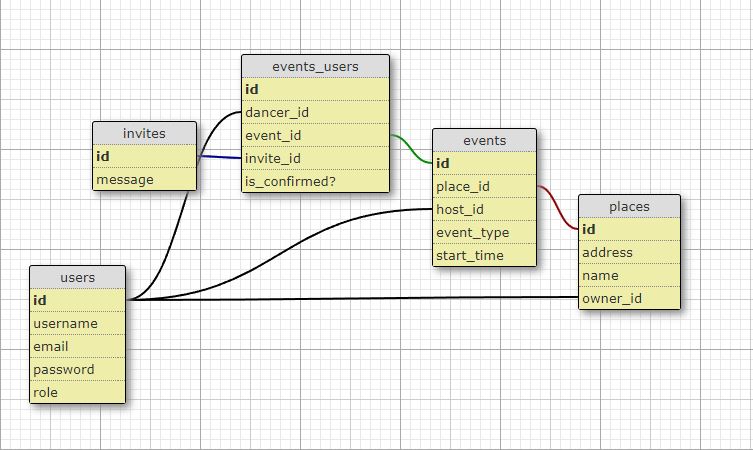 events_users
id
dancer_id
event_id
invite_id
is_confirmed?
invites
id
message
events
id
place_id
host_id
event_type
start_time
places
id
address
name
owner_id
users
id
username
email
password
role